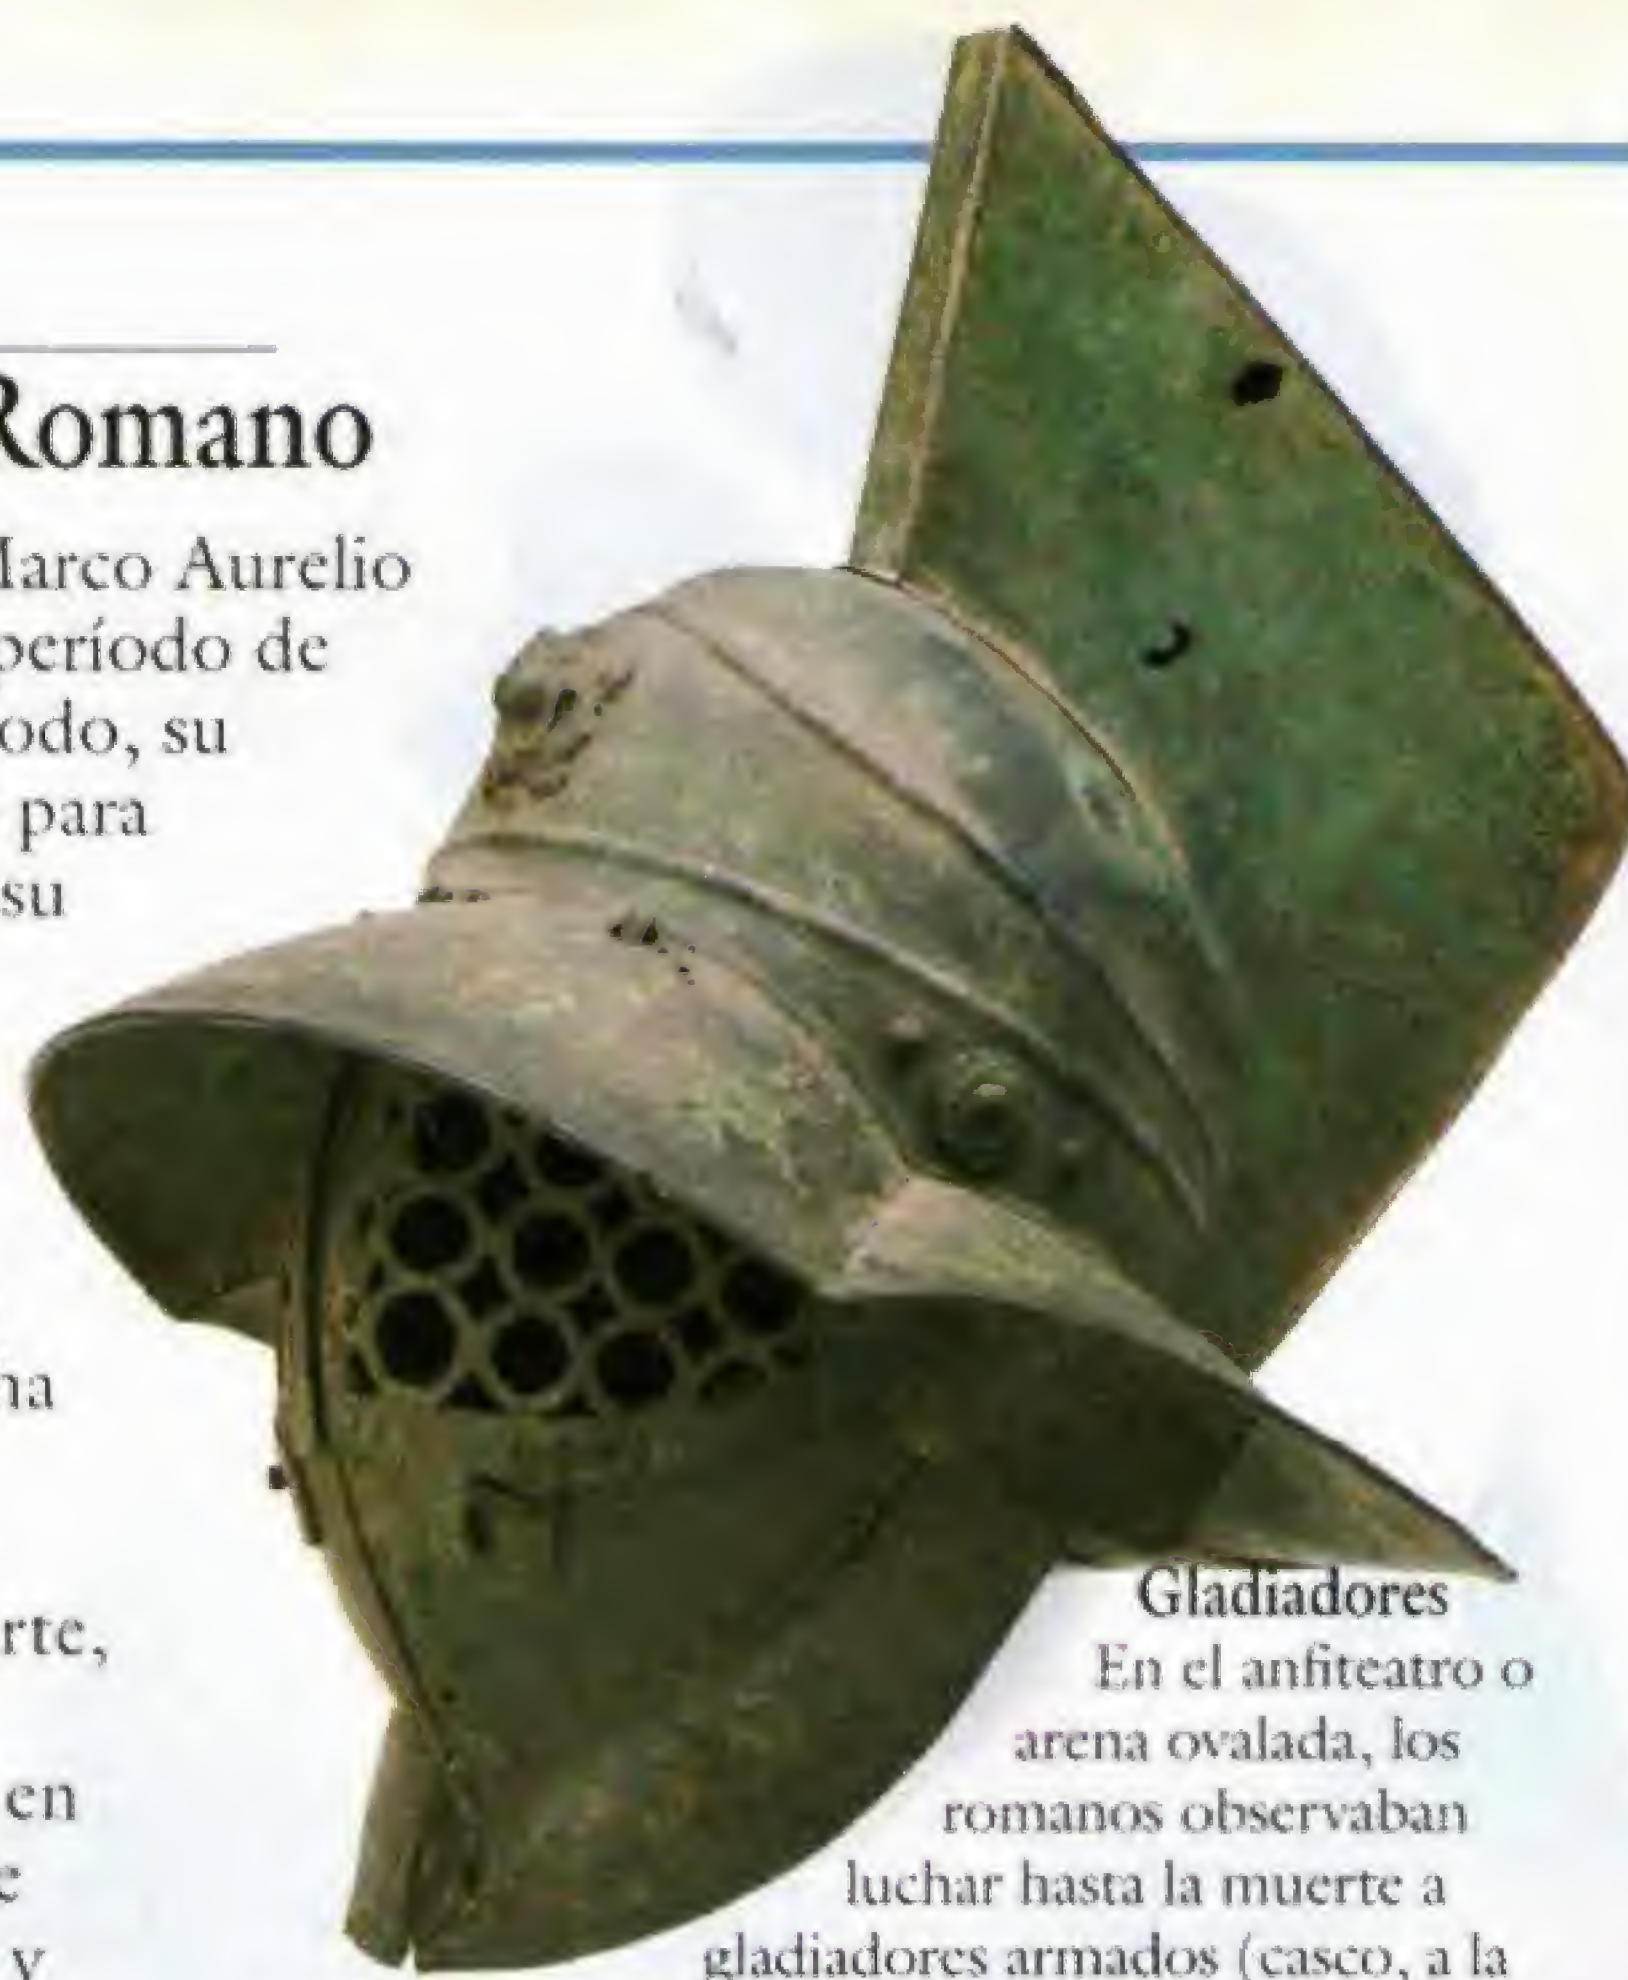 Romano
Marco Aurelio
período de
odo, su
para
su
na
rte,
en
e
y
Gladiadores
En el anfiteatro o
arena ovalada, los
romanos observaban
luchar hasta la muerte a
gladiadores armados (casco, a la